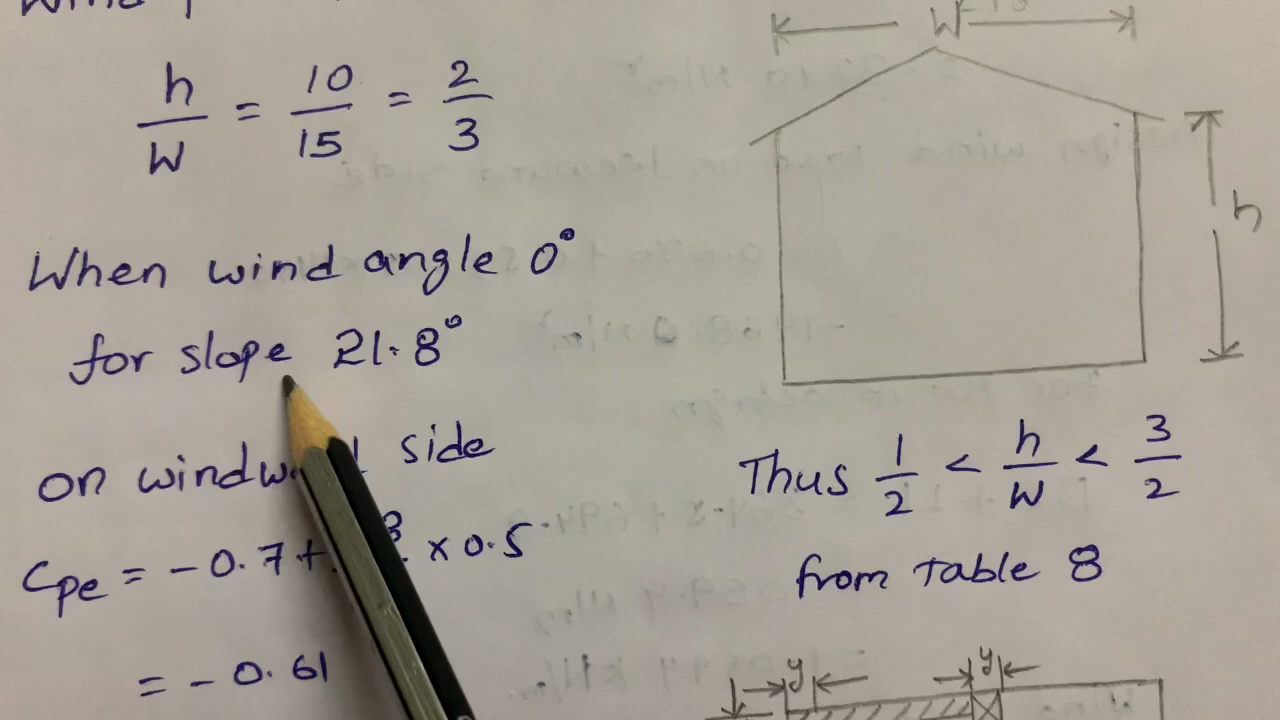 h/W = 10/15 = 2/3
W
When wind angle 0°
for slope 21.8°
h
on side
Thus 1/2 < h/W < 3/2
Cpe = -0.7+ × 0.5
from table 8
= -0.61
y y